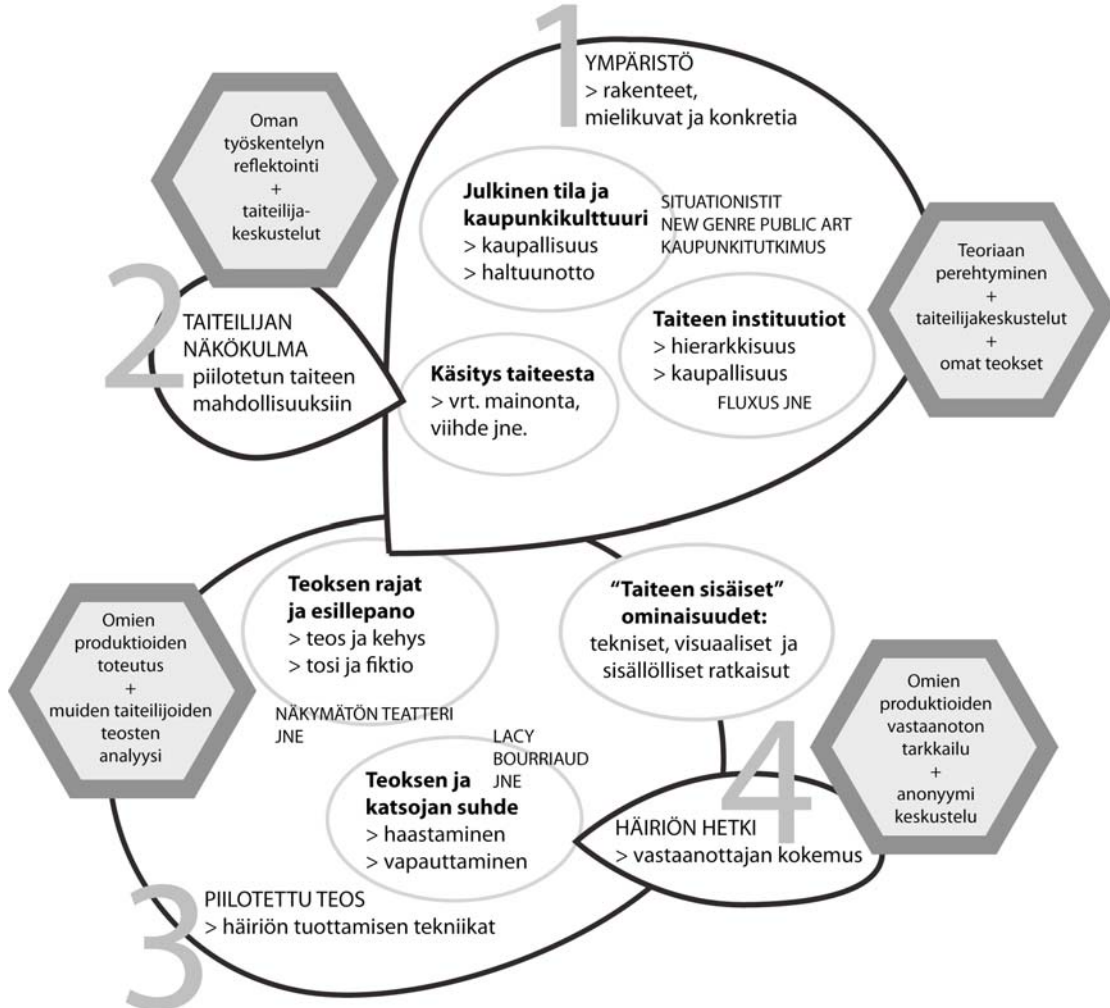 1
YMPÄRISTÖ
> rakenteet,
mielikuvat ja konkretia
Julkinen tila ja
kaupunkikulttuuri
> kaupallisuus
> haltuunotto
SITUATIONISTIT
NEW GENRE PUBLIC ART
KAUPUNKITUTKIMUS
Taiteen instituutiot
> hierarkkisuus
> kaupallisuus
FLUXUS JNE
Käsitys taiteesta
> vrt. mainonta,
viihde jne.
Teoriaan
perehtyminen
+
taiteilijakeskustelut
+
omat teokset
Oman
työskentelyn
reflektointi
+
taiteilija-
keskustelut
2
TAITEILIJAN
NÄKÖKULMA
piilotetun taiteen
mahdollisuuksiin
Teoksen rajat
ja esillepano
> teos ja kehys
> tosi ja fiktio
NÄKYMÄTÖN TEATTERI
JNE
"Taiteen sisäiset"
ominaisuudet:
tekniset, visuaaliset ja
sisällölliset ratkaisut
LACY
BOURRIAUD
JNE
Teoksen ja
katsojan suhde
> haastaminen
> vapauttaminen
Omien
produktioiden
toteutus
+
muiden taiteilijoiden
teosten
analyysi
3
PIILOTETTU TEOS
> häiriön tuottamisen tekniikat
4
HÄIRIÖN HETKI
> vastaanottajan kokemus
Omien
produktioiden
vastaanoton
tarkkailu
+
anonyymi
keskustelu